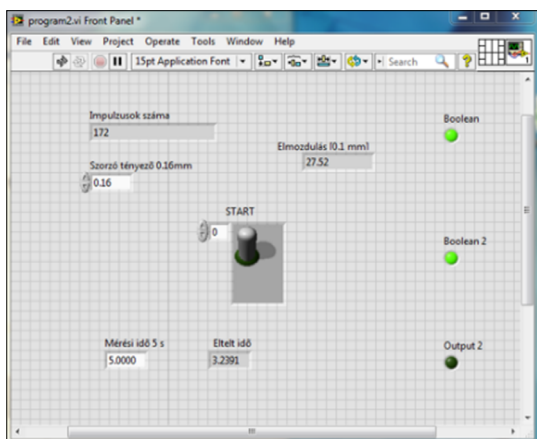 program2.vi Front Panel *
File Edit View Project Operate Tools Window Help
15pt Application Font Search
1
Impulzusok száma
172
Boolean
Elmozdulás [0.1 mm]
27.52
Szorzó tényező 0.16mm
0.16
START
0
Boolean 2
Mérési idő 5 s
5.0000
Eltelt idő
3.2391
Output 2